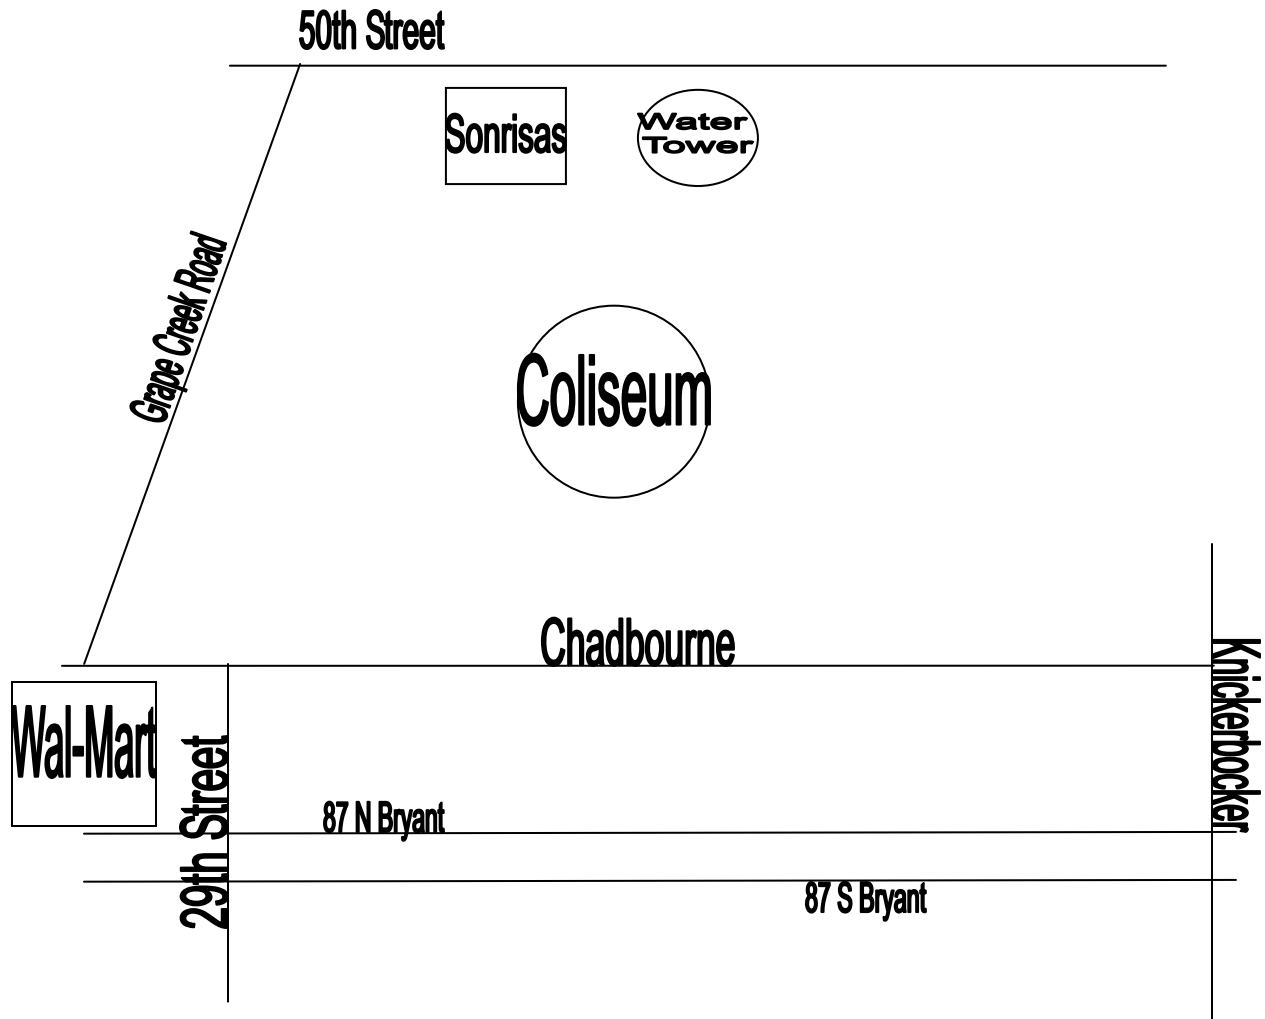 50th Street
Sonrisas
Water
Tower
Grape Creek Road
Coliseum
Chadbourne
Knickerbocker
Wal-Mart
29th Street
87 N Bryant
87 S Bryant